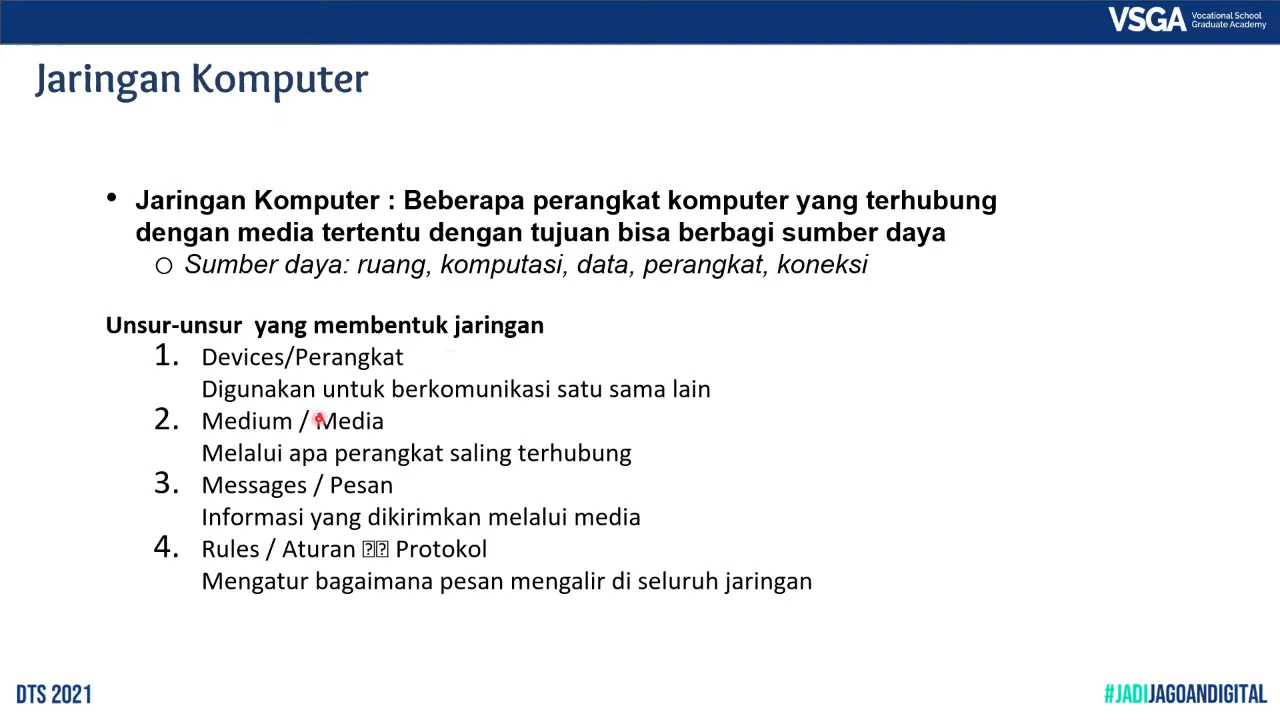 VSGA Vocational School
Graduate Academy
Jaringan Komputer
• Jaringan Komputer : Beberapa perangkat komputer yang terhubung
dengan media tertentu dengan tujuan bisa berbagi sumber daya
○ Sumber daya: ruang, komputasi, data, perangkat, koneksi
Unsur-unsur yang membentuk jaringan
1. Devices/Perangkat
Digunakan untuk berkomunikasi satu sama lain
2. Medium / Media
Melalui apa perangkat saling terhubung
3. Messages / Pesan
Informasi yang dikirimkan melalui media
4. Rules / Aturan ⍰⍰ Protokol
Mengatur bagaimana pesan mengalir di seluruh jaringan
DTS 2021
#JADIJAGOANDIGITAL